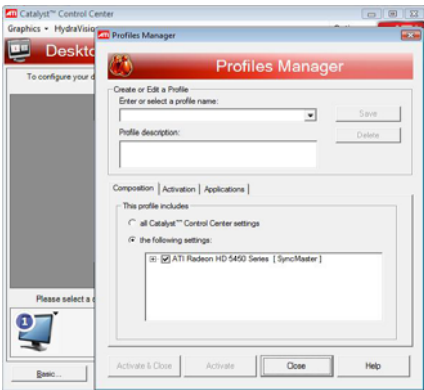 Catalyst™ Control Center
Graphics HydraVision
Deskto
To configure your d
Please select a d
1
Basic...
ATI Profiles Manager
Profiles Manager
Create or Edit a Profile
Enter or select a profile name:
Save
Profile description:
Delete
Composition Activation Applications
This profile includes
all Catalyst™ Control Center settings
the following settings:
ATI Radeon HD 5450 Series [ SyncMaster ]
Activate & Close Activate Close Help